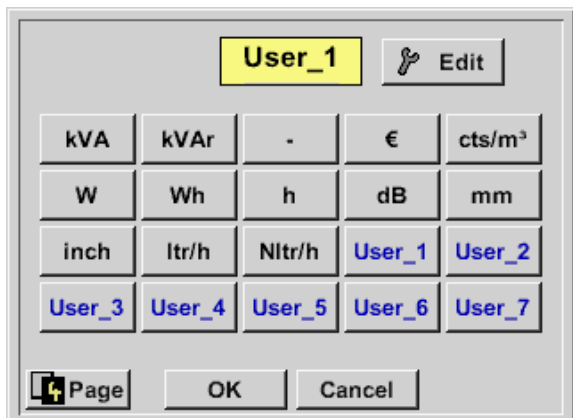 User_1 Edit
kVA kVAr - € cts/m³
W Wh h dB mm
inch ltr/h Nltr/h User_1 User_2
User_3 User_4 User_5 User_6 User_7
4 Page OK Cancel